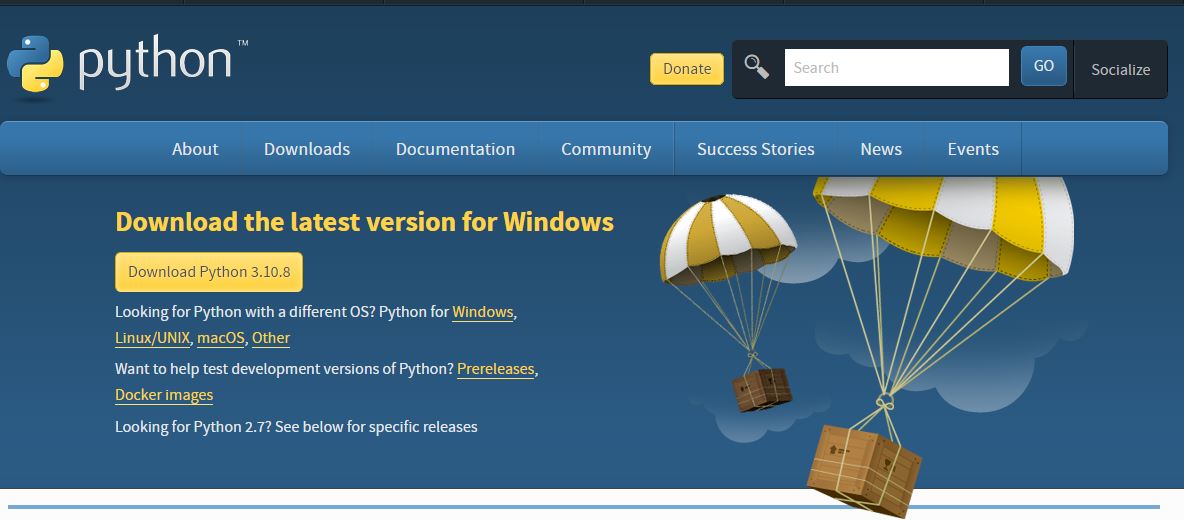 python™
Donate
Search
GO
Socialize
About
Downloads
Documentation
Community
Success Stories
News
Events
Download the latest version for Windows
Download Python 3.10.8
Looking for Python with a different OS? Python for Windows,
Linux/UNIX, macOS, Other
Want to help test development versions of Python? Prereleases,
Docker images
Looking for Python 2.7? See below for specific releases